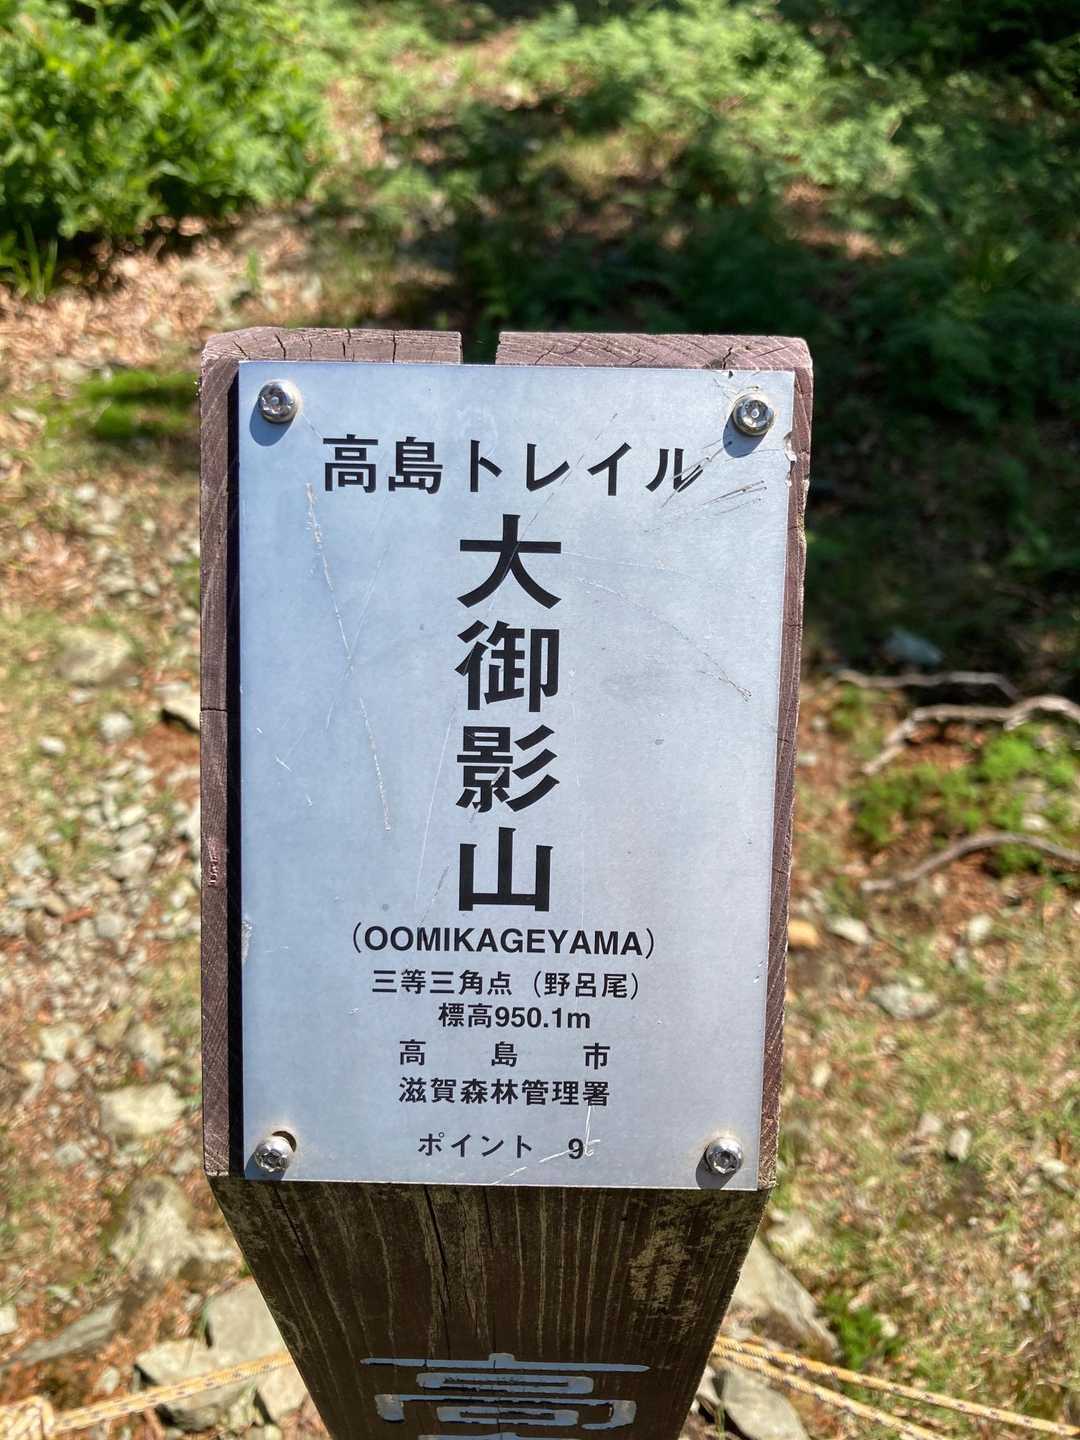 高島トレイル
大御影山
（OOMIKAGEYAMA）
三等三角点（野呂尾）
標高950.1m
高島市
滋賀森林管理署
ポイント 9
高